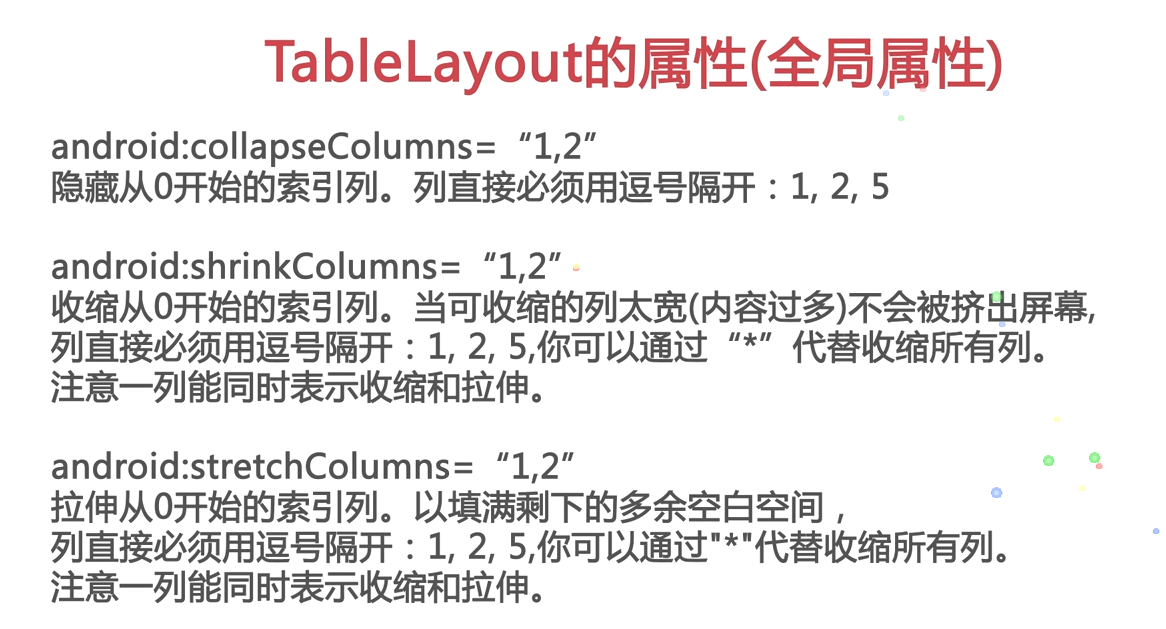 TableLayout的属性(全局属性)
android:collapseColumns=“1,2”
隐藏从0开始的索引列。列直接必须用逗号隔开：1, 2, 5
android:shrinkColumns=“1,2”
收缩从0开始的索引列。当可收缩的列太宽(内容过多)不会被挤出屏幕,
列直接必须用逗号隔开：1, 2, 5,你可以通过“*”代替收缩所有列。
注意一列能同时表示收缩和拉伸。
android:stretchColumns=“1,2”
拉伸从0开始的索引列。以填满剩下的多余空白空间，
列直接必须用逗号隔开：1, 2, 5,你可以通过"*"代替收缩所有列。
注意一列能同时表示收缩和拉伸。